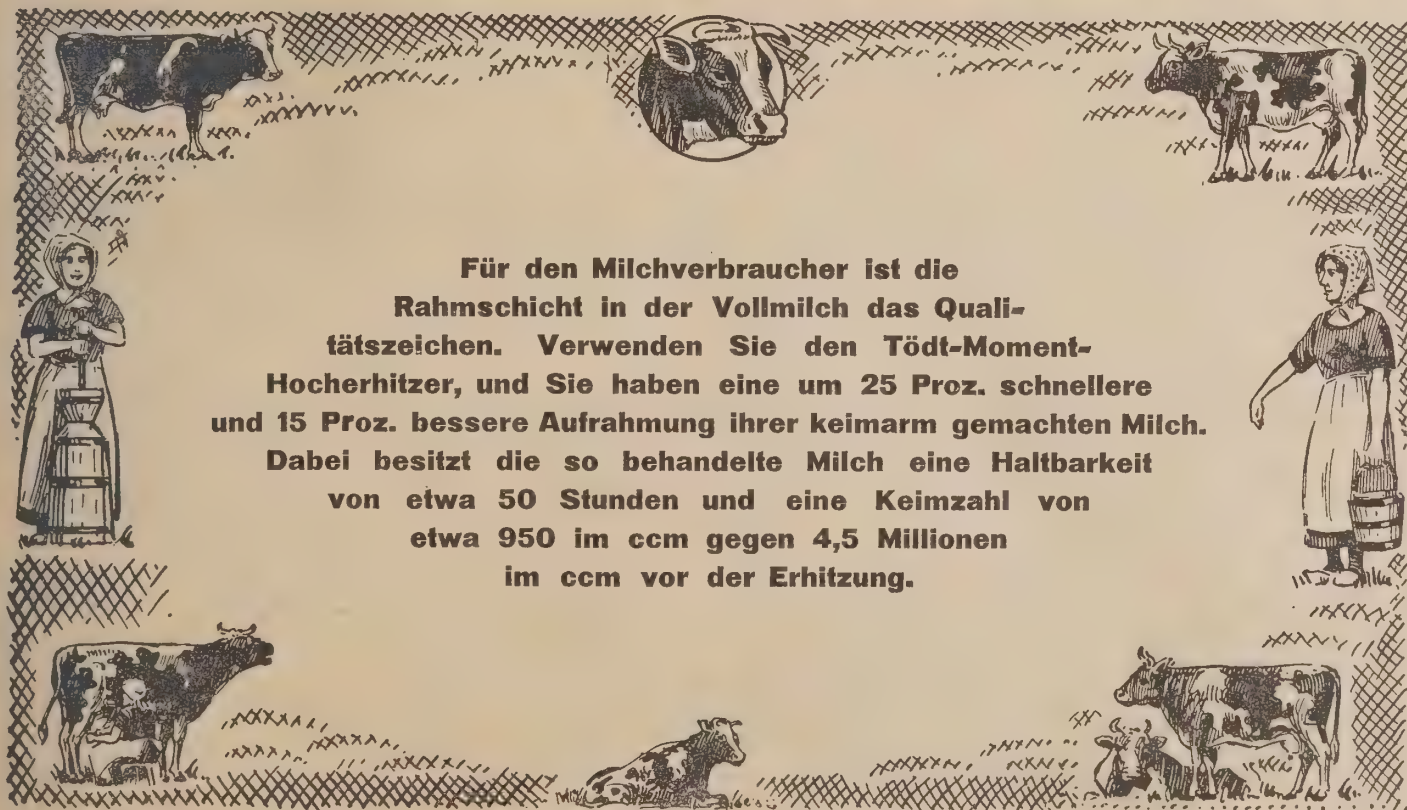 Für den Milchverbraucher ist die
Rahmschicht in der Vollmilch das Quali-
tätszeichen. Verwenden Sie den Tödt-Moment-
Hocherhitzer, und Sie haben eine um 25 Proz. schnellere
und 15 Proz. bessere Aufrahmung ihrer keimarm gemachten Milch.
Dabei besitzt die so behandelte Milch eine Haltbarkeit
von etwa 50 Stunden und eine Keimzahl von
etwa 950 im ccm gegen 4,5 Millionen
im ccm vor der Erhitzung.